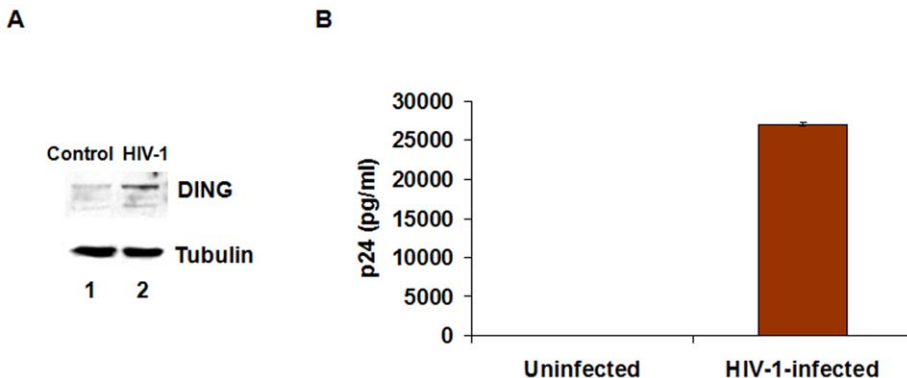 A
B
Control HIV-1
DING
Tubulin
1 2
p24 (pg/ml)
30000
25000
20000
15000
10000
5000
0
Uninfected HIV-1-infected